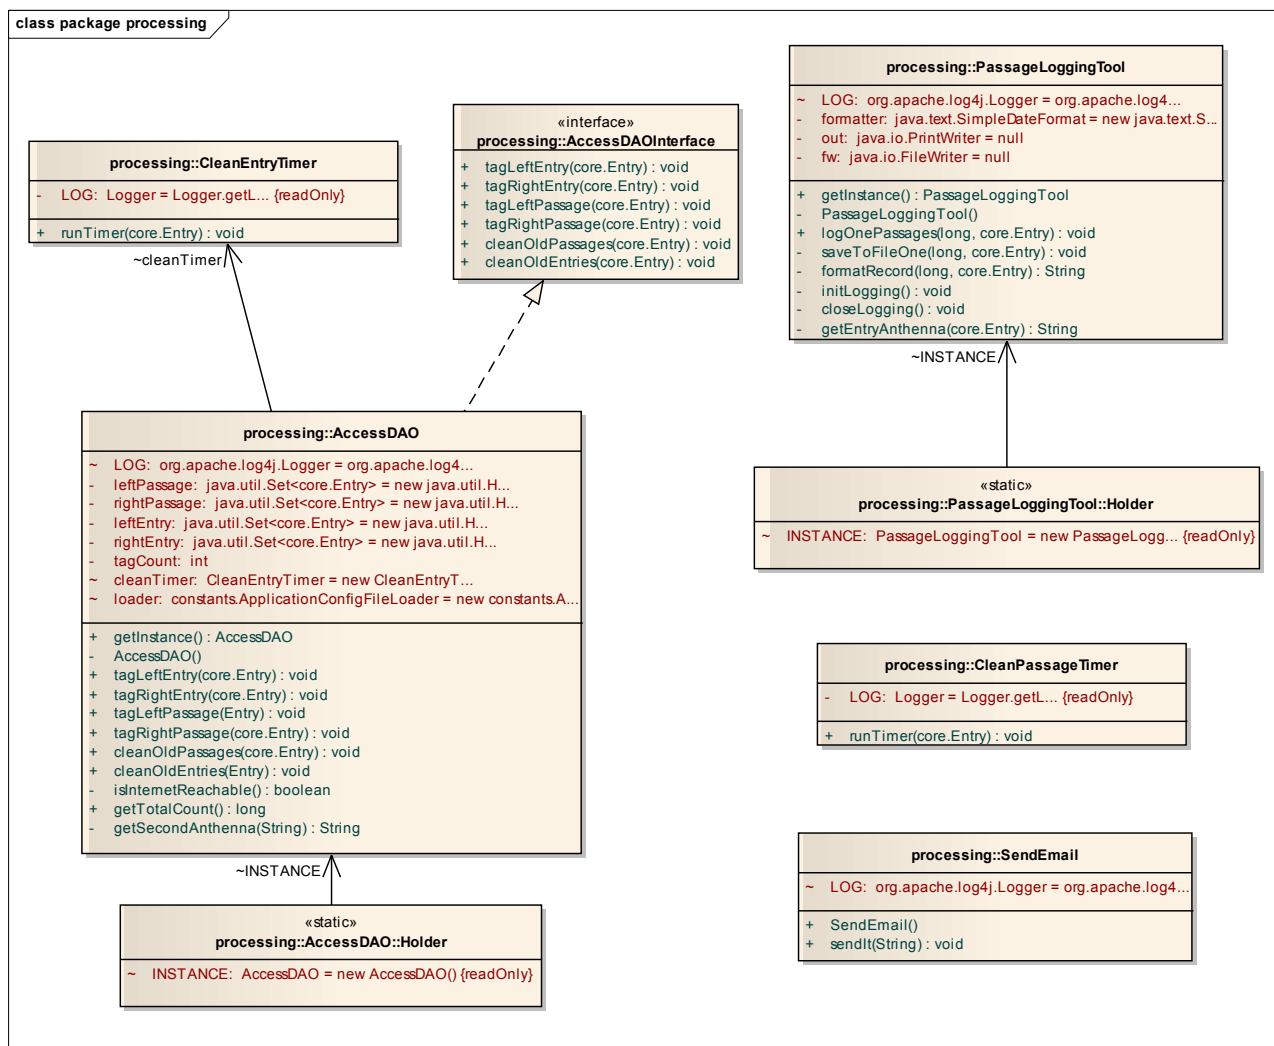 class package processing
processing::CleanEntryTimer
- LOG: Logger = Logger.getL... {readOnly}
+ runTimer(core.Entry) : void
~cleanTimer
«interface»
processing::AccessDAOInterface
+ tagLeftEntry(core.Entry) : void
+ tagRightEntry(core.Entry) : void
+ tagLeftPassage(core.Entry) : void
+ tagRightPassage(core.Entry) : void
+ cleanOldPassages(core.Entry) : void
+ cleanOldEntries(core.Entry) : void
processing::PassageLoggingTool
~ LOG: org.apache.log4j.Logger = org.apache.log4...
- formatter: java.text.SimpleDateFormat = new java.text.S...
- out: java.io.PrintWriter = null
- fw: java.io.FileWriter = null
+ getInstance() : PassageLoggingTool
- PassageLoggingTool()
+ logOnePassages(long, core.Entry) : void
- saveToFileOne(long, core.Entry) : void
- formatRecord(long, core.Entry) : String
- initLogging() : void
- closeLogging() : void
- getEntryAnthenna(core.Entry) : String
~INSTANCE
«static»
processing::PassageLoggingTool::Holder
~ INSTANCE: PassageLoggingTool = new PassageLogg... {readOnly}
processing::AccessDAO
~ LOG: org.apache.log4j.Logger = org.apache.log4...
- leftPassage: java.util.Set<core.Entry> = new java.util.H...
- rightPassage: java.util.Set<core.Entry> = new java.util.H...
- leftEntry: java.util.Set<core.Entry> = new java.util.H...
- rightEntry: java.util.Set<core.Entry> = new java.util.H...
- tagCount: int
~ cleanTimer: CleanEntryTimer = new CleanEntryT...
~ loader: constants.ApplicationConfigFileLoader = new constants.A...
+ getInstance() : AccessDAO
- AccessDAO()
+ tagLeftEntry(core.Entry) : void
+ tagRightEntry(core.Entry) : void
+ tagLeftPassage(Entry) : void
+ tagRightPassage(core.Entry) : void
+ cleanOldPassages(core.Entry) : void
+ cleanOldEntries(Entry) : void
- isInternetReachable() : boolean
+ getTotalCount() : long
- getSecondAnthenna(String) : String
~INSTANCE
«static»
processing::AccessDAO::Holder
~ INSTANCE: AccessDAO = new AccessDAO() {readOnly}
processing::CleanPassageTimer
- LOG: Logger = Logger.getL... {readOnly}
+ runTimer(core.Entry) : void
processing::SendEmail
~ LOG: org.apache.log4j.Logger = org.apache.log4...
+ SendEmail()
+ sendIt(String) : void